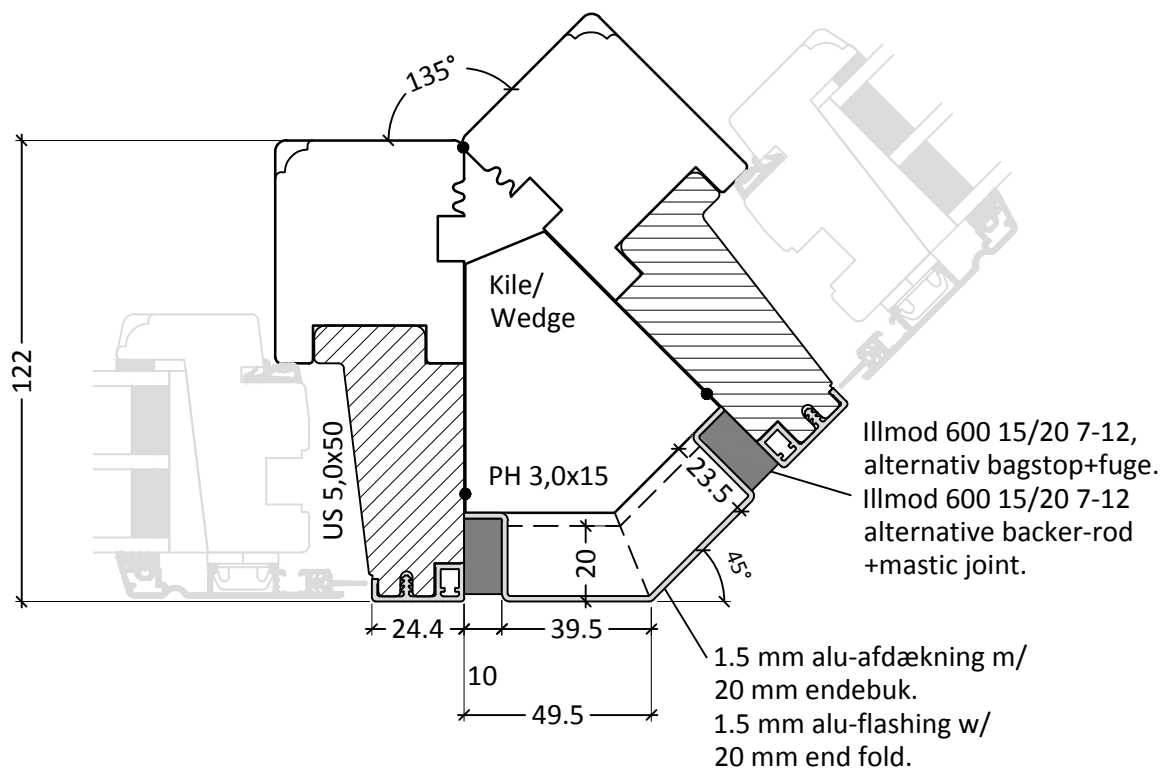 135°
122
Kile/
Wedge
US 5,0x50
PH 3,0x15
23.5
20
45°
Illmod 600 15/20 7-12,
alternativ bagstop+fuge.
Illmod 600 15/20 7-12
alternative backer-rod
+mastic joint.
24.4
39.5
10
49.5
1.5 mm alu-afdækning m/
20 mm endebuk.
1.5 mm alu-flashing w/
20 mm end fold.